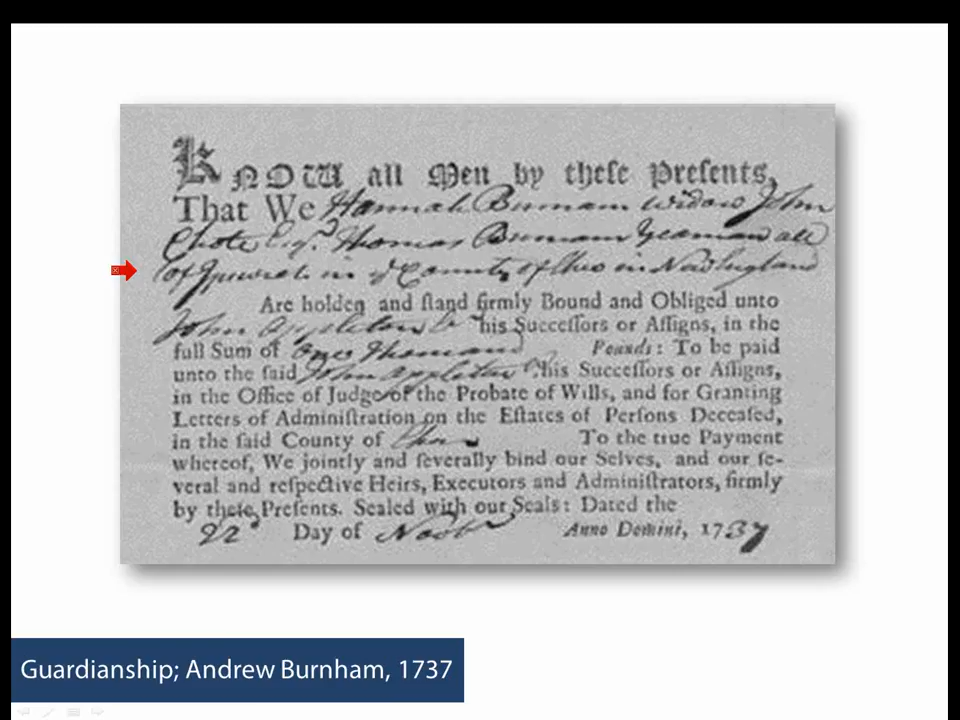 KNOW all Men by theſe Preſents,
That We Hannah Burnam widow John
Chote Esqr. Thomas Burnam Yeoman all
of Ipswich in ye County of Essex in New England
Are holden and ſtand firmly Bound and Obliged unto
John Appleton his Succeſſors or Aſſigns, in the
full Sum of Pounds: To be paid
unto the ſaid John Appleton his Succeſſors or Aſſigns,
in the Office of Judge of the Probate of Wills, and for Granting
Letters of Adminiſtration on the Eſtates of Perſons Deceaſed,
in the ſaid County of Essex To the true Payment
whereof, We jointly and ſeverally bind our Selves, and our ſe-
veral and reſpective Heirs, Executors and Adminiſtrators, firmly
by theſe Preſents. Sealed with our Seals: Dated the
22d Day of Novbr Anno Domini, 1737
Guardianship; Andrew Burnham, 1737